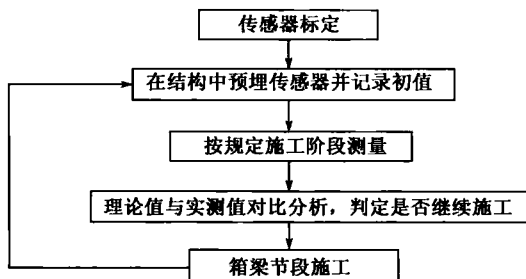 传感器标定
在结构中预埋传感器并记录初值
按规定施工阶段测量
理论值与实测值对比分析，判定是否继续施工
箱梁节段施工